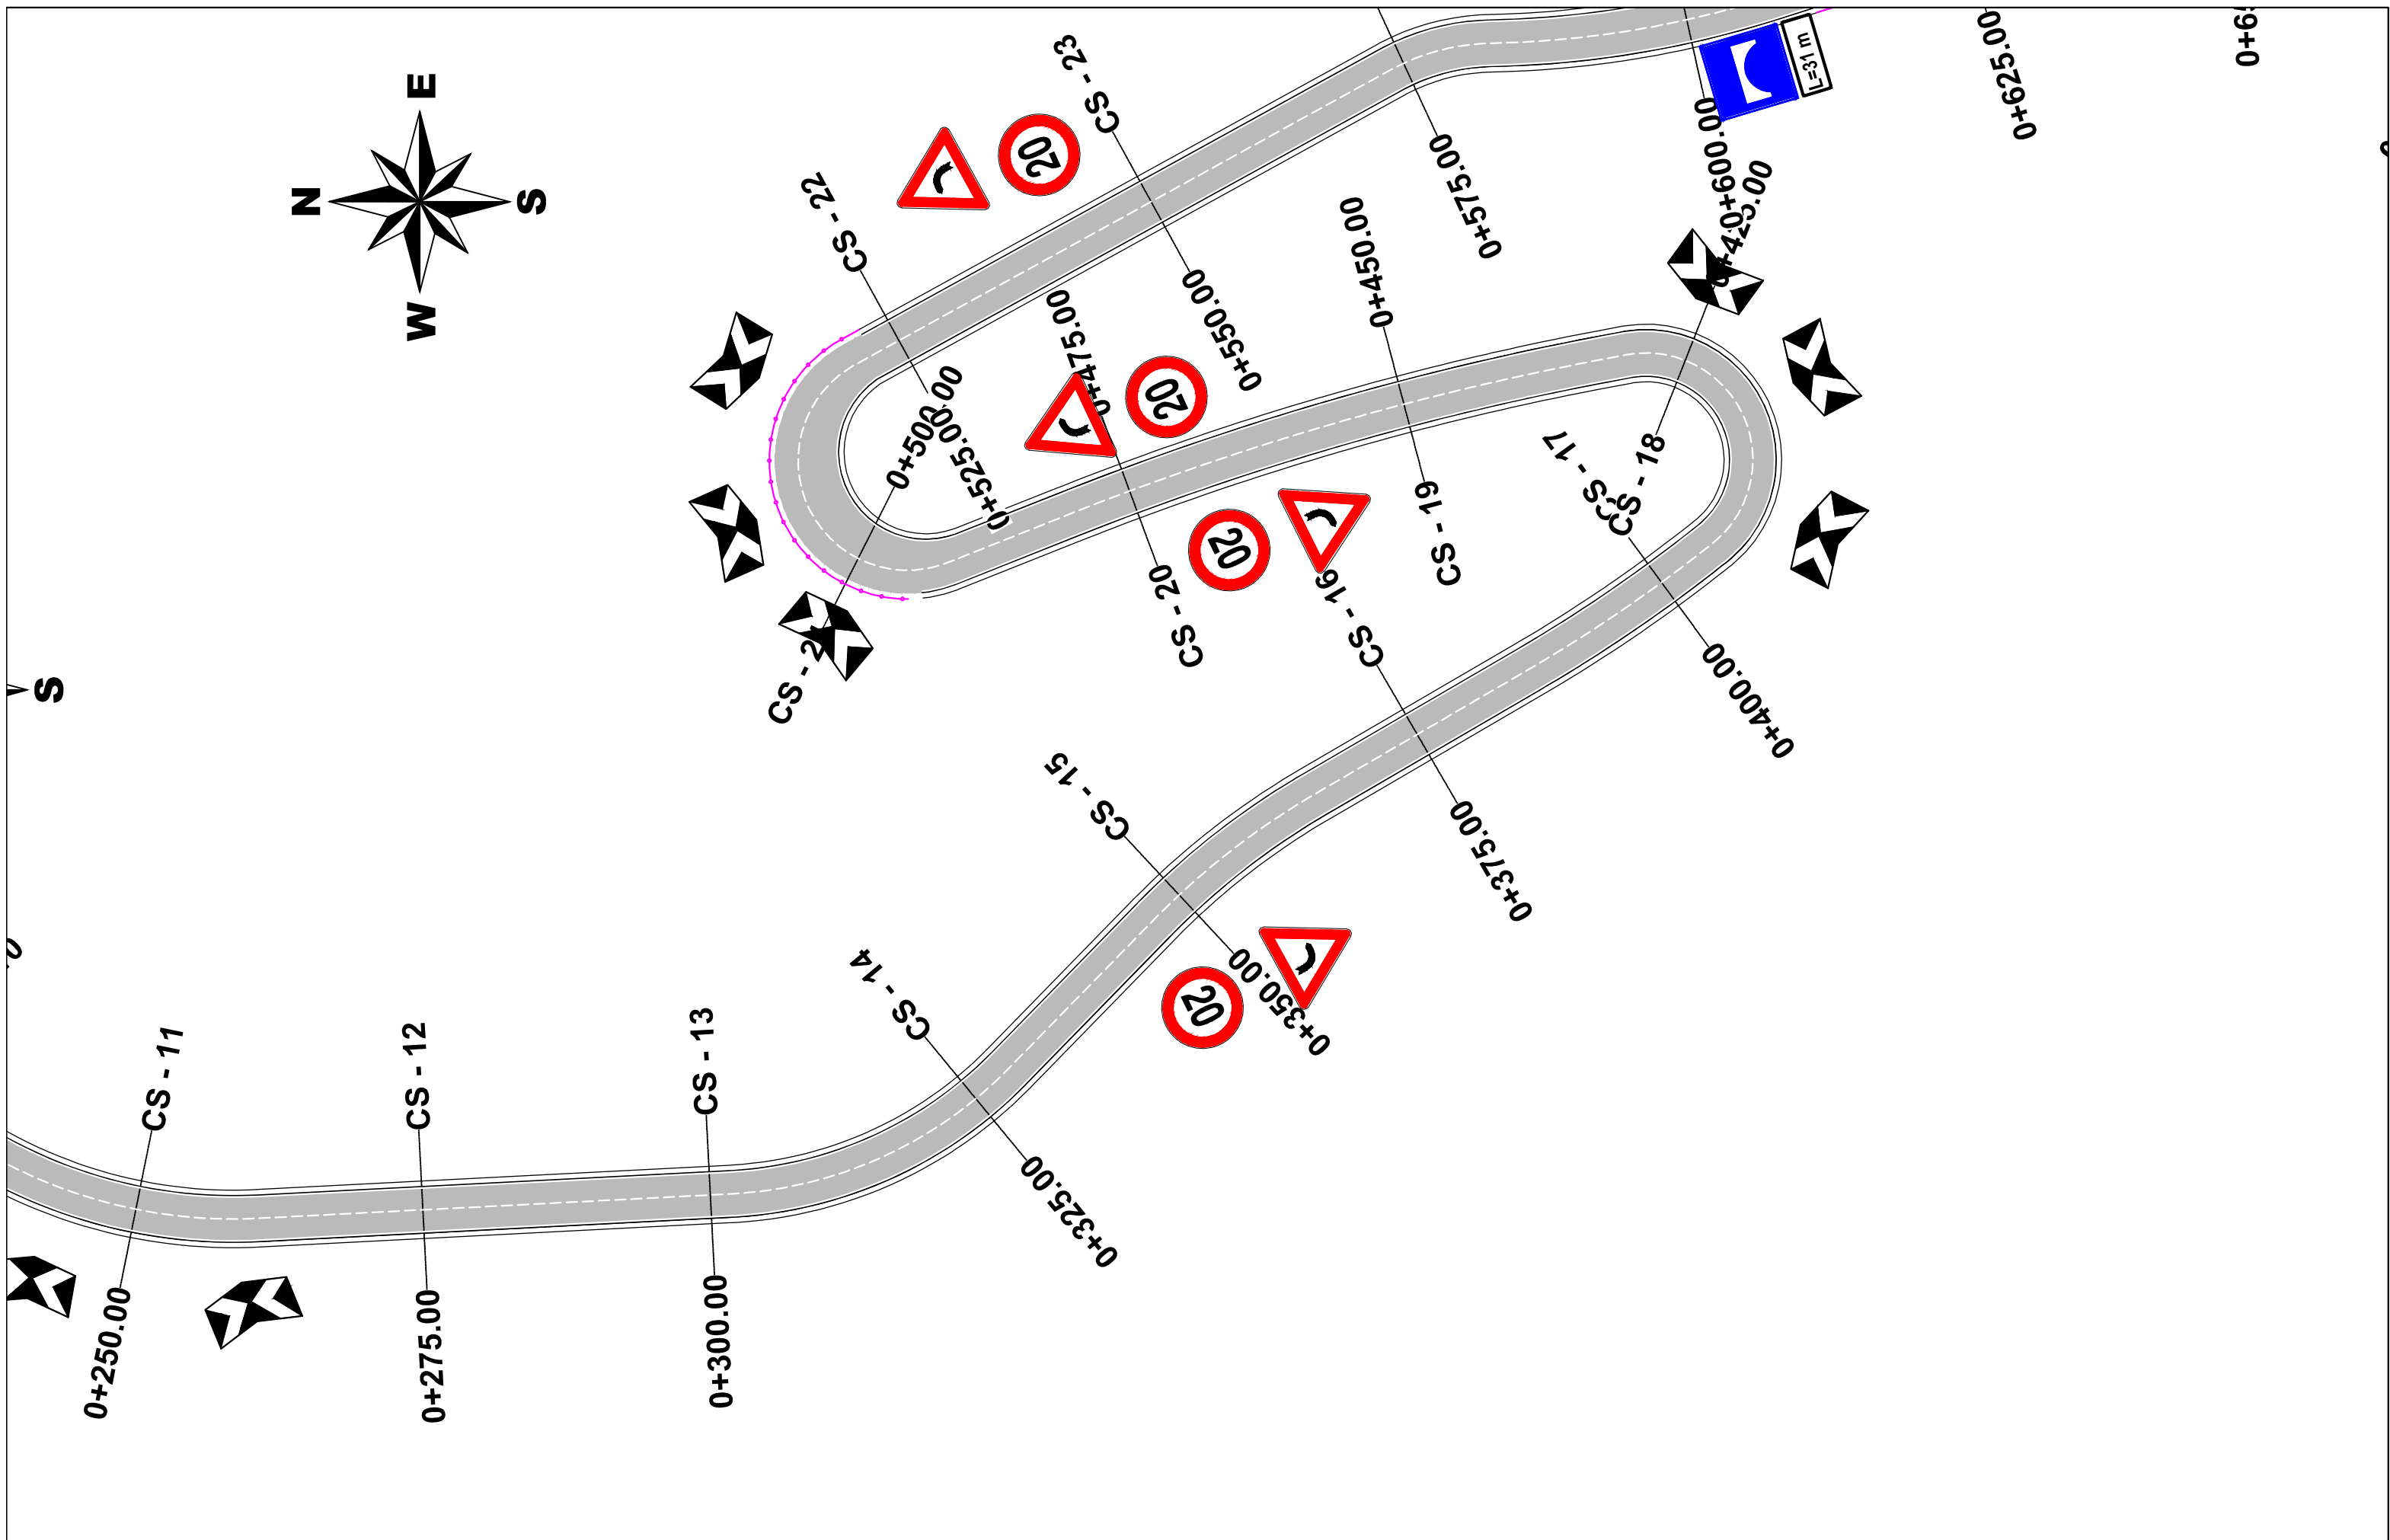 N
E
S
W
S
CS - 11
0+250.00
CS - 12
0+275.00
CS - 13
0+300.00
CS - 14
0+325.00
CS - 15
0+350.00
20
CS - 16
0+375.00
CS - 17
0+400.00
CS - 18
0+425.00
CS - 19
0+450.00
20
CS - 20
0+475.00
20
CS - 21
0+500.00
CS - 22
0+525.00
20
CS - 23
0+550.00
0+575.00
0+600.00
L=31 m
0+625.00